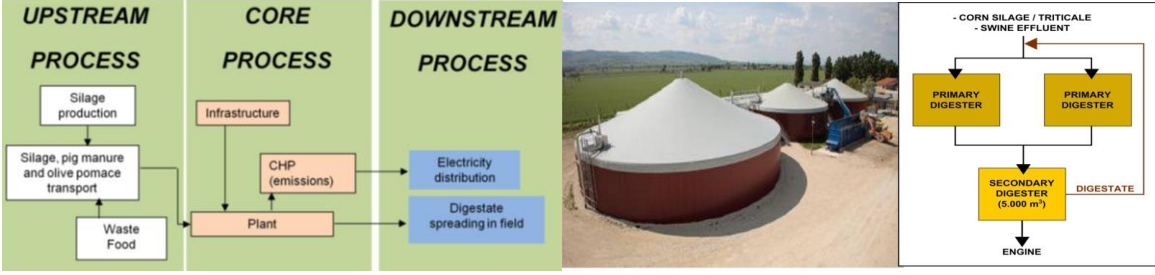 UPSTREAM
PROCESS
Silage
production
Silage, pig manure
and olive pomace
transport
Waste
Food
CORE
PROCESS
Infrastructure
CHP
(emissions)
Plant
DOWNSTREAM
PROCESS
Electricity
distribution
Digestate
spreading in field
- CORN SILAGE / TRITICALE
- SWINE EFFLUENT
PRIMARY
DIGESTER
PRIMARY
DIGESTER
SECONDARY
DIGESTER
(5.000 m³)
DIGESTATE
ENGINE